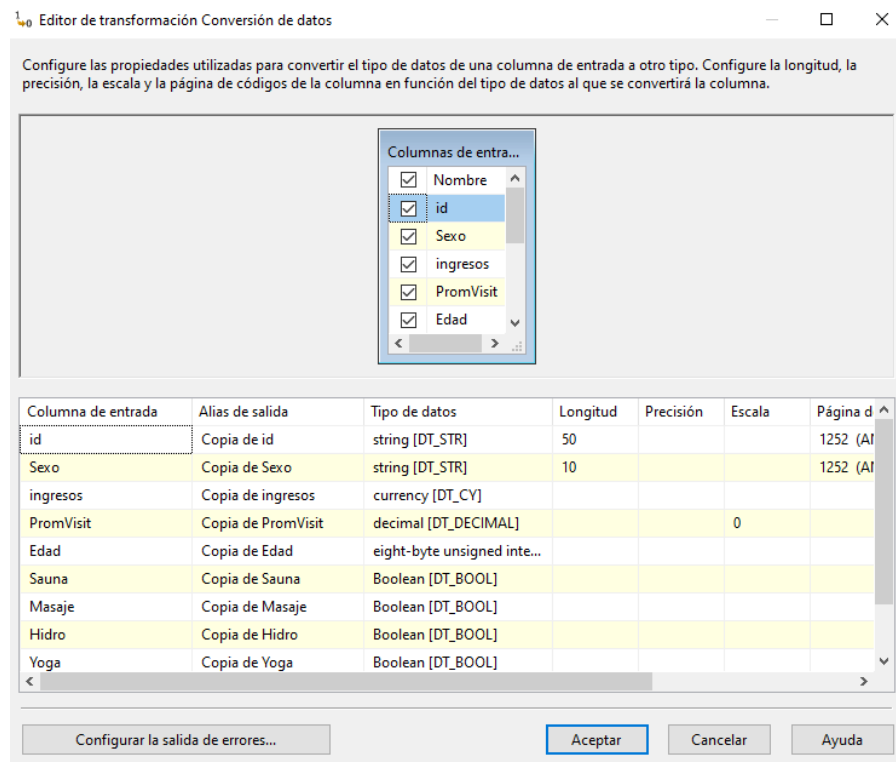 Editor de transformación Conversión de datos
Configure las propiedades utilizadas para convertir el tipo de datos de una columna de entrada a otro tipo. Configure la longitud, la
precisión, la escala y la página de códigos de la columna en función del tipo de datos al que se convertirá la columna.
Columnas de entra...
Nombre
id
Sexo
ingresos
PromVisit
Edad
Columna de entrada Alias de salida Tipo de datos Longitud Precisión Escala Página d
id Copia de id string [DT_STR] 50 1252 (AN
Sexo Copia de Sexo string [DT_STR] 10 1252 (AN
ingresos Copia de ingresos currency [DT_CY]
PromVisit Copia de PromVisit decimal [DT_DECIMAL] 0
Edad Copia de Edad eight-byte unsigned inte...
Sauna Copia de Sauna Boolean [DT_BOOL]
Masaje Copia de Masaje Boolean [DT_BOOL]
Hidro Copia de Hidro Boolean [DT_BOOL]
Yoga Copia de Yoga Boolean [DT_BOOL]
Configurar la salida de errores... Aceptar Cancelar Ayuda